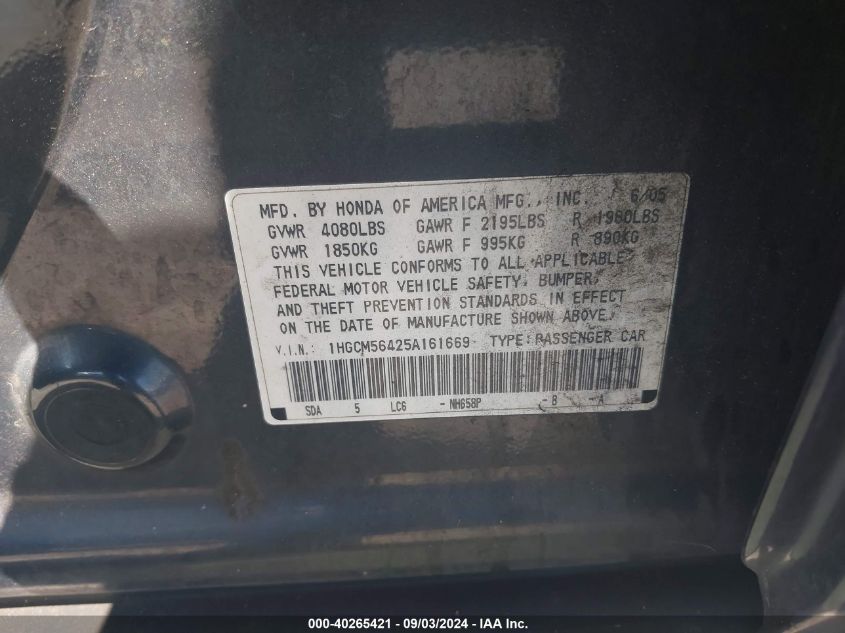 MFD. BY HONDA OF AMERICA MFG., INC. / 6/05
GVWR 4080LBS GAWR F 2195LBS R 1980LBS
GVWR 1850KG GAWR F 995KG R 890KG
THIS VEHICLE CONFORMS TO ALL APPLICABLE
FEDERAL MOTOR VEHICLE SAFETY, BUMPER,
AND THEFT PREVENTION STANDARDS IN EFFECT
ON THE DATE OF MANUFACTURE SHOWN ABOVE.
V.I.N.: 1HGCM56425A161669 TYPE:PASSENGER CAR
SDA 5 LC6 -NH658P -B -A
000-40265421 - 09/03/2024 - IAA Inc.